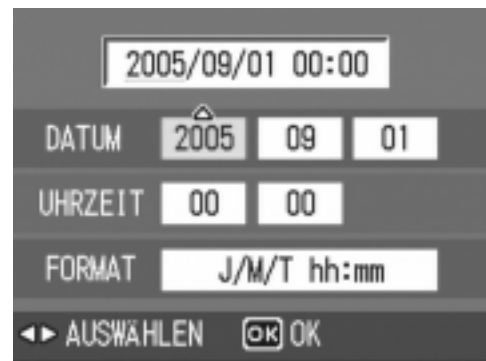 2005/09/01 00:00
DATUM 2005 09 01
UHRZEIT 00 00
FORMAT J/M/T hh:mm
AUSWÄHLEN OK OK